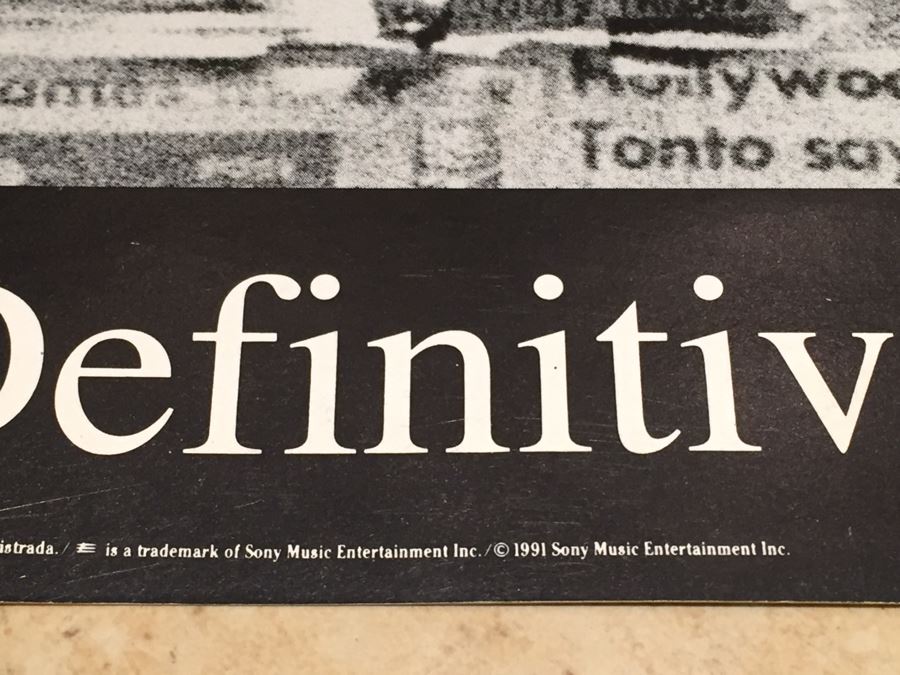 Hollywoo
Tonto say
Definitiv
istrada. / is a trademark of Sony Music Entertainment Inc. / © 1991 Sony Music Entertainment Inc.